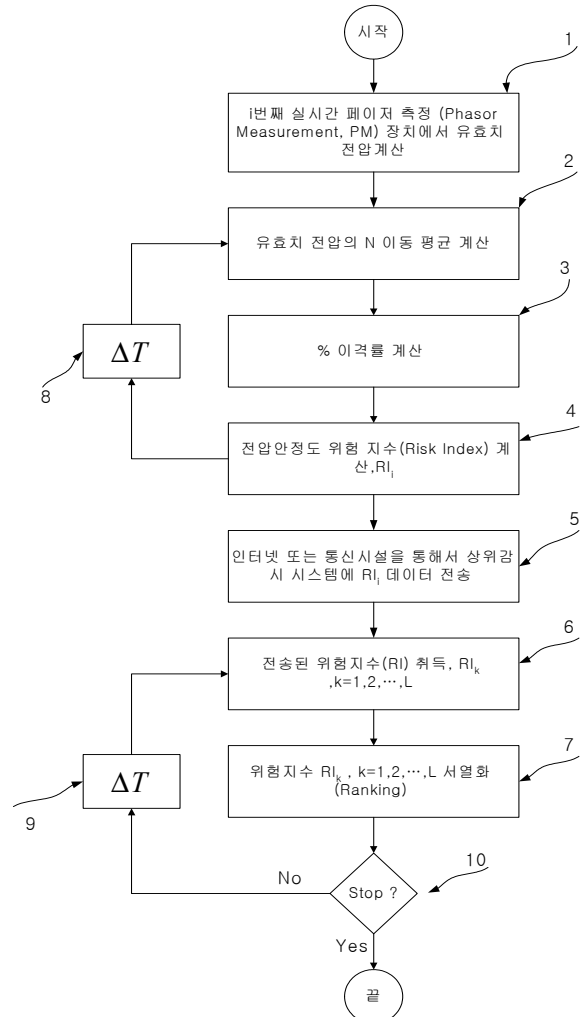 시작
1
i번째 실시간 페이저 측정 (Phasor
Measurement, PM) 장치에서 유효치
전압계산
2
유효치 전압의 N 이동 평균 계산
3
% 이격률 계산
ΔT
8
4
전압안정도 위험 지수(Risk Index) 계
산,RIi
5
인터넷 또는 통신시설을 통해서 상위감
시 시스템에 RIi 데이터 전송
6
전송된 위험지수(RI) 취득, RIk
,k=1,2,⋯,L
7
위험지수 RIk , k=1,2,⋯,L 서열화
(Ranking)
ΔT
9
10
No
Stop ?
Yes
끝